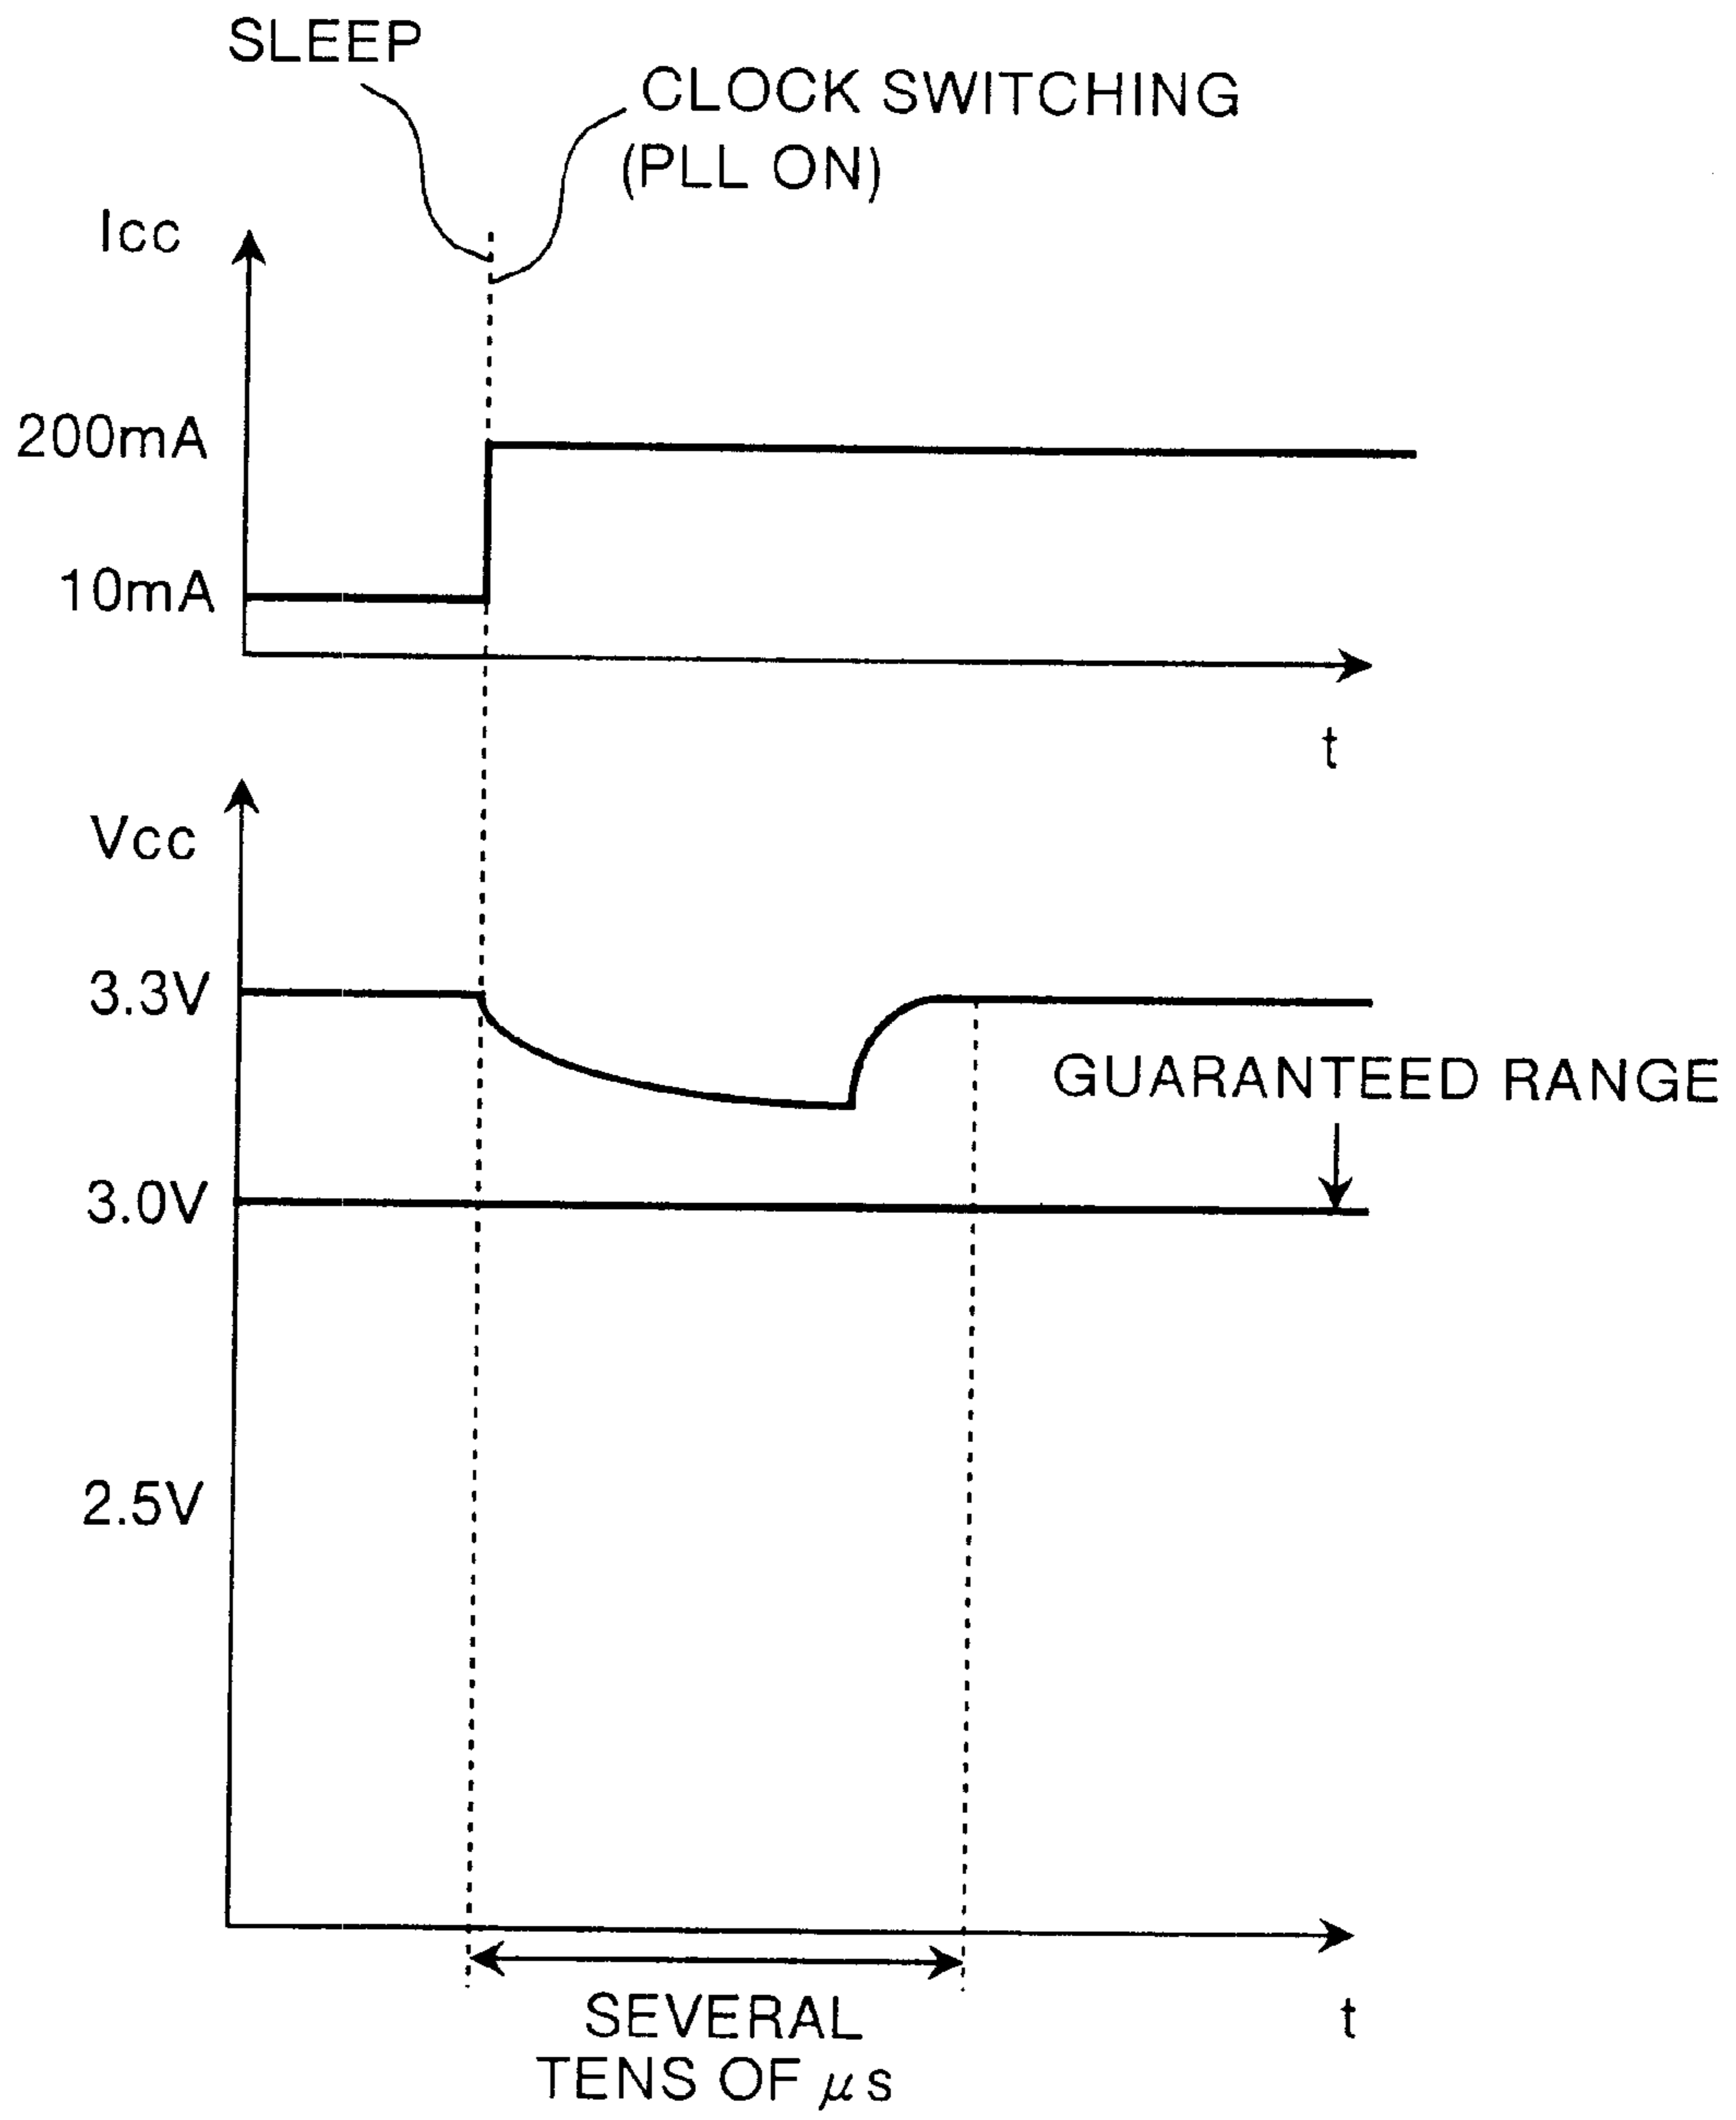 SLEEP
CLOCK SWITCHING
(PLL ON)
Icc
200mA
10mA
t
Vcc
3.3V
GUARANTEED RANGE
3.0V
2.5V
SEVERAL
TENS OF μs
t